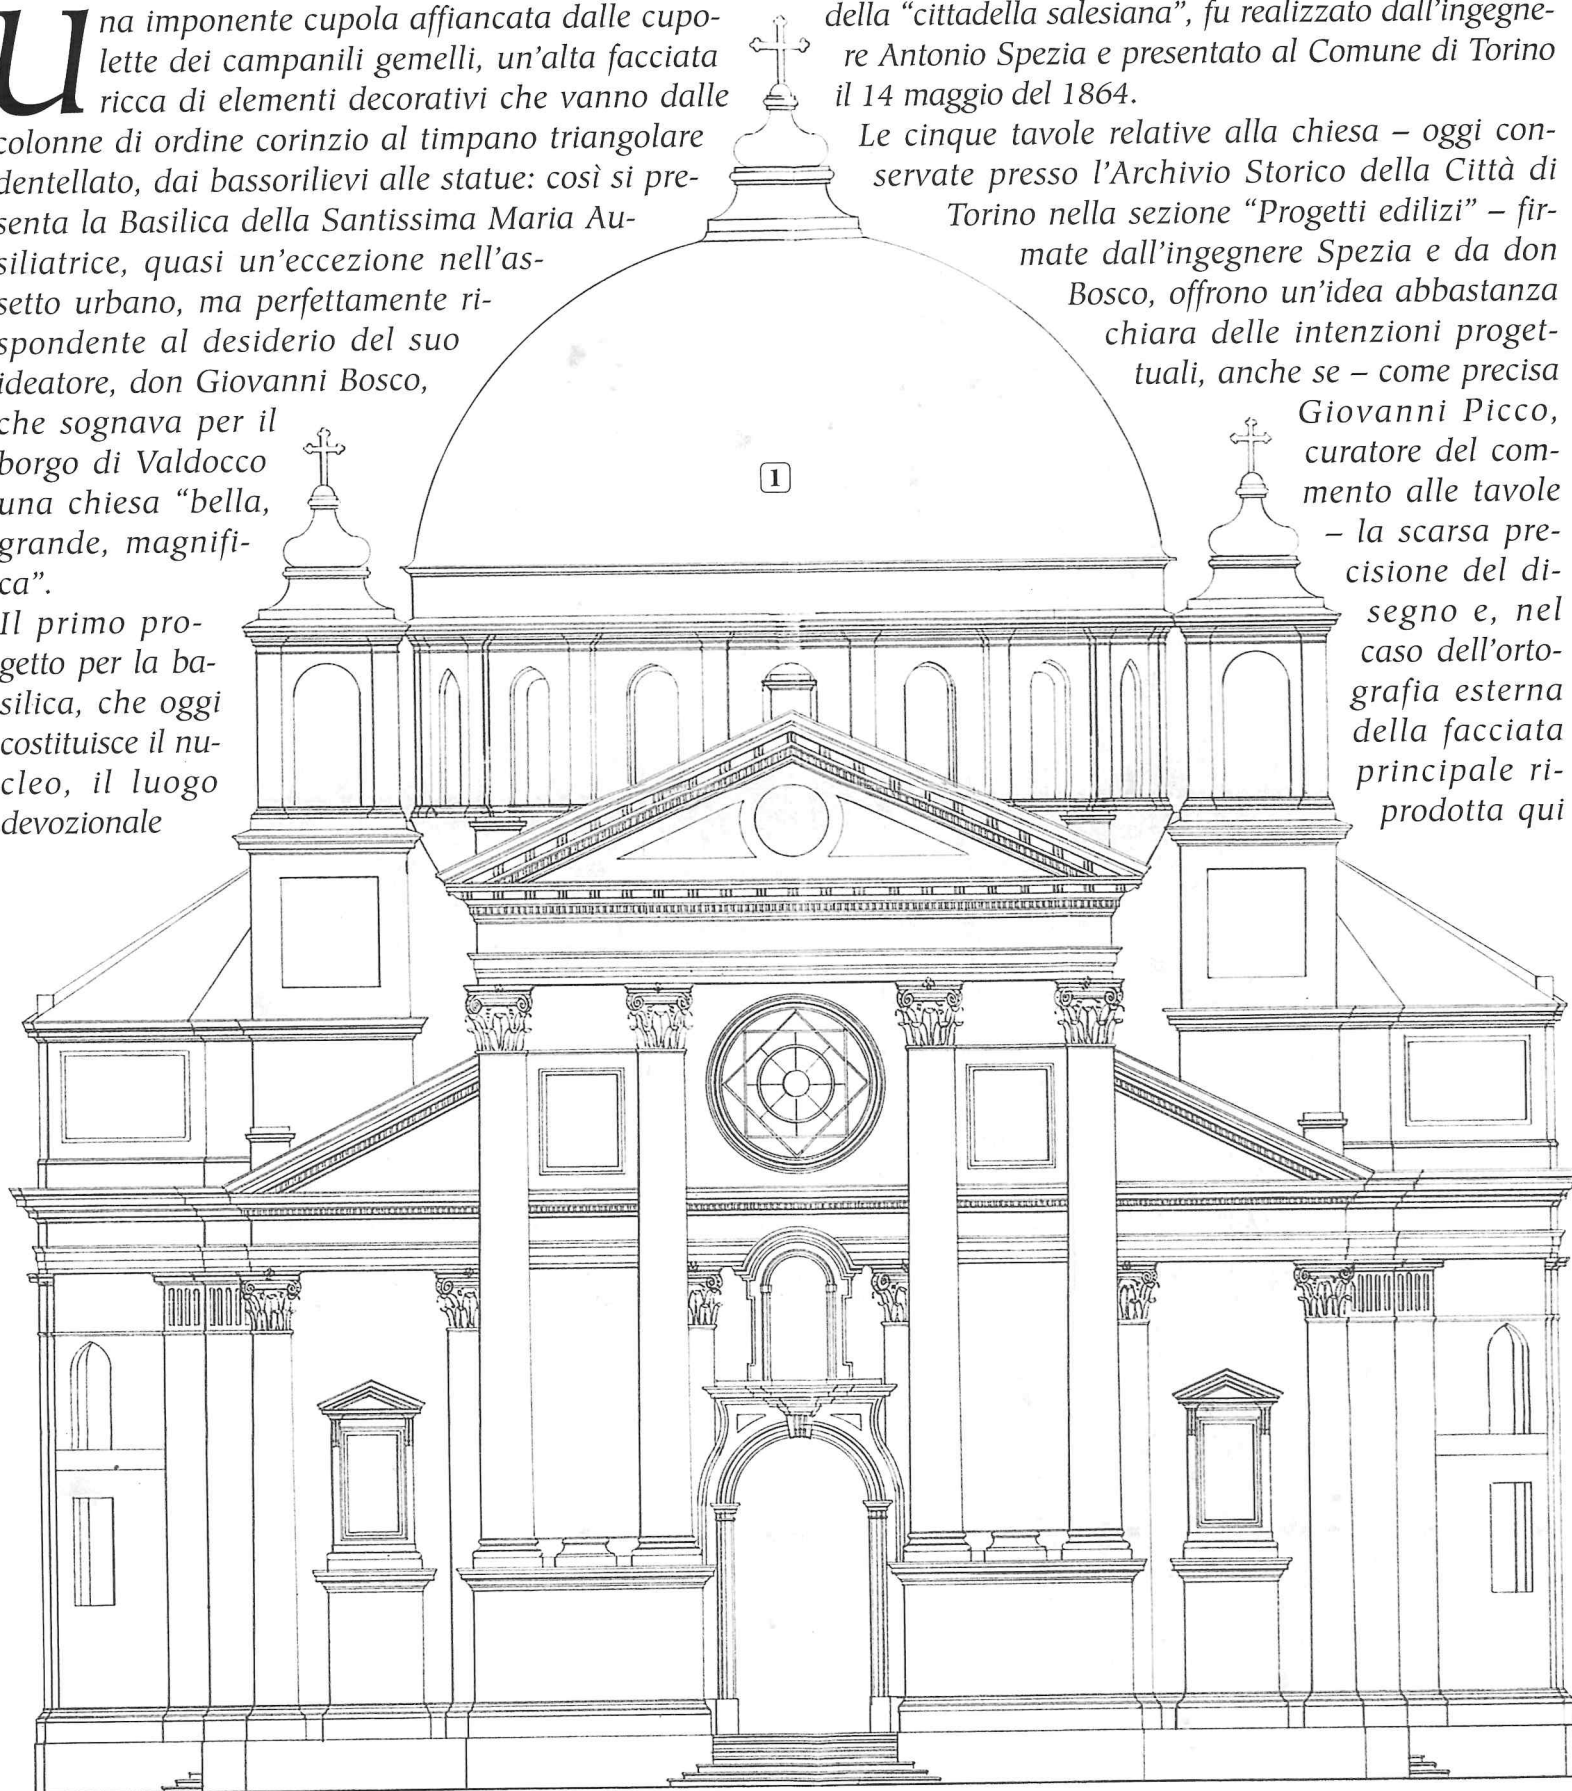 Una imponente cupola affiancata dalle cupo-
lette dei campanili gemelli, un'alta facciata
ricca di elementi decorativi che vanno dalle
colonne di ordine corinzio al timpano triangolare
dentellato, dai bassorilievi alle statue: così si pre-
senta la Basilica della Santissima Maria Au-
siliatrice, quasi un'eccezione nell'as-
setto urbano, ma perfettamente ri-
spondente al desiderio del suo
ideatore, don Giovanni Bosco,
che sognava per il
borgo di Valdocco
una chiesa “bella,
grande, magnifi-
ca”.
Il primo pro-
getto per la ba-
silica, che oggi
costituisce il nu-
cleo, il luogo
devozionale
della “cittadella salesiana”, fu realizzato dall'ingegne-
re Antonio Spezia e presentato al Comune di Torino
il 14 maggio del 1864.
Le cinque tavole relative alla chiesa – oggi con-
servate presso l'Archivio Storico della Città di
Torino nella sezione “Progetti edilizi” – fir-
mate dall'ingegnere Spezia e da don
Bosco, offrono un'idea abbastanza
chiara delle intenzioni proget-
tuali, anche se – come precisa
Giovanni Picco,
curatore del com-
mento alle tavole
– la scarsa pre-
cisione del di-
segno e, nel
caso dell'orto-
grafia esterna
della facciata
principale ri-
prodotta qui
1